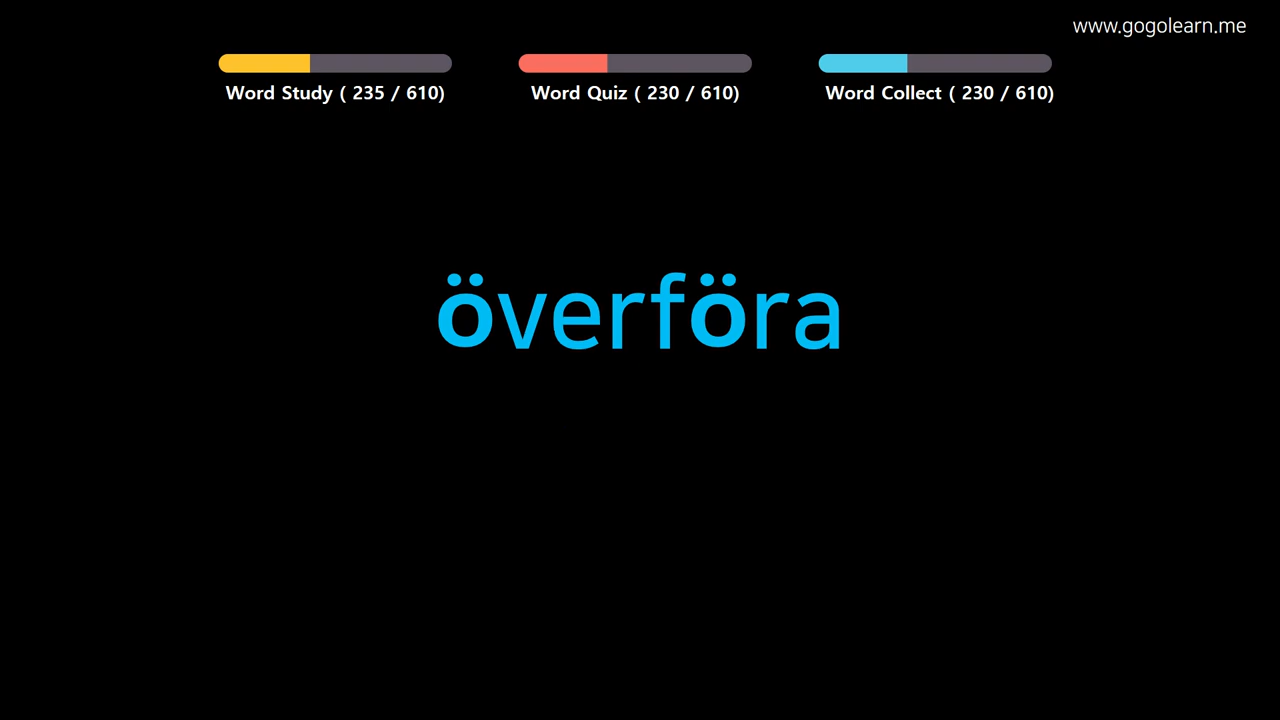 www.gogolearn.me
Word Study ( 235 / 610)
Word Quiz ( 230 / 610)
Word Collect ( 230 / 610)
överföra